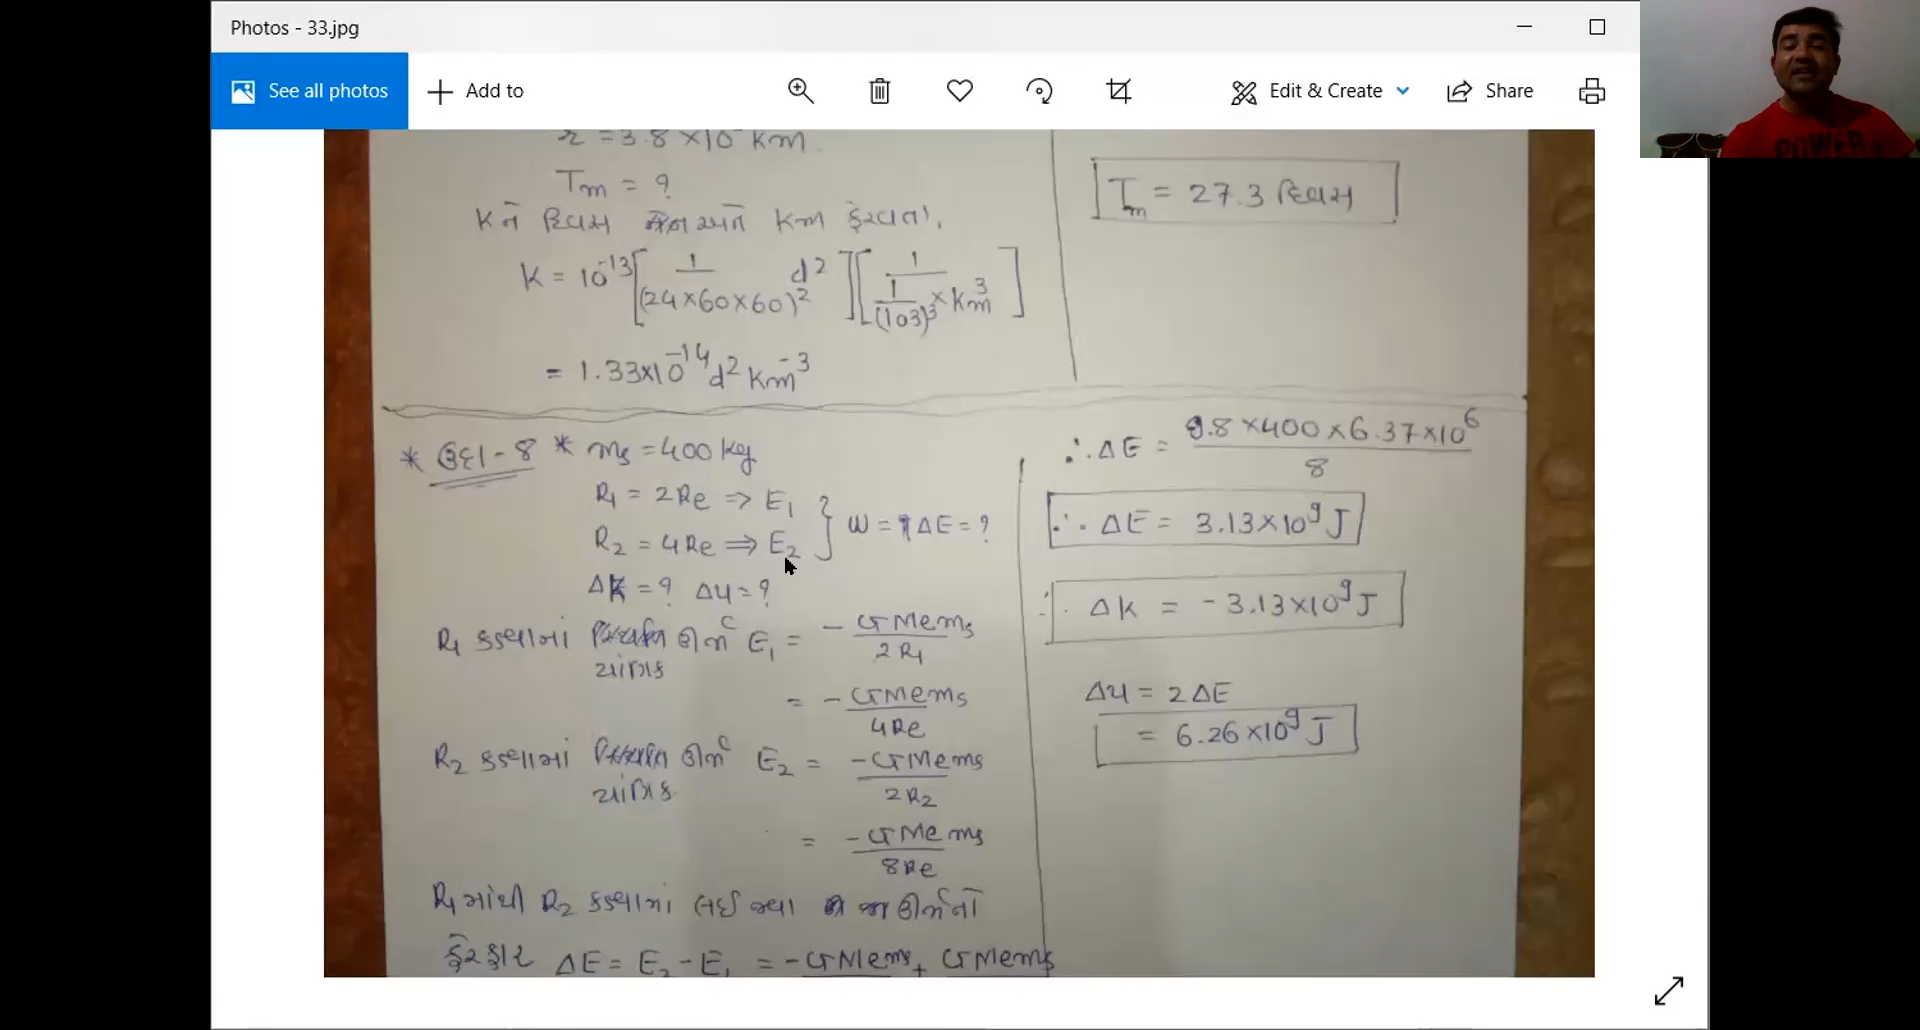 Photos - 33.jpg
See all photos
Add to
Edit & Create
Share
POWER
r = 3.8 ×10 km
Tm = ?
K ને દિવસ અને km ફેરવતાં.
K = 10⁻¹³ [ 1/(24×60×60)² d² ] [ 1/(1/(103)³ × km³) ]
= 1.33×10⁻¹⁴ d² km⁻³
Tm = 27.3 દિવસ
* ઉદા-8 * ms = 400 kg
R1 = 2Re => E1
R2 = 4Re => E2 } W = ΔE = ?
ΔK = ? Δu = ?
R1 કક્ષામાં યાંત્રિક ઊર્જા E1 = - GMems/2R1
= - GMems/4Re
R2 કક્ષામાં યાંત્રિક ઊર્જા E2 = -GMems/2R2
= -GMems/8Re
R1 માંથી R2 કક્ષામાં લઈ જવા ઊર્જાનો
ફેરફાર ΔE = E2 - E1 = -GMems + GMems
∴ ΔE = 9.8 ×400 × 6.37×10⁶/8
∴ ΔE = 3.13×10⁹ J
∴ Δk = - 3.13×10⁹ J
Δu = 2ΔE
= 6.26×10⁹ J